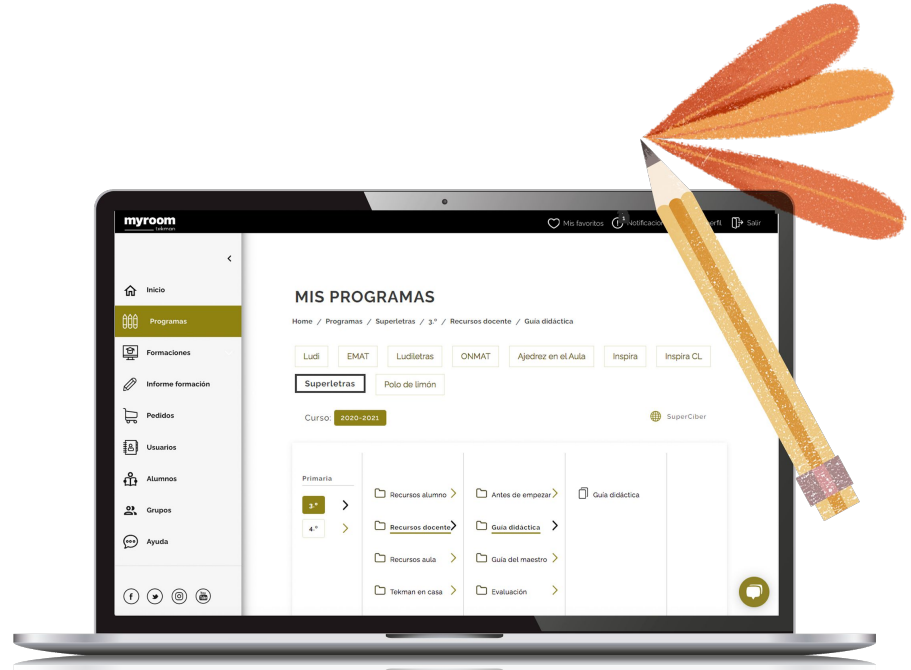 myroom
tekman
Mis favoritos 1 Notificacion erfil Salir
Inicio
Programas
Formaciones
Informe formación
Pedidos
Usuarios
Alumnos
Grupos
Ayuda
MIS PROGRAMAS
Home / Programas / Superletras / 3.º / Recursos docente / Guía didáctica
Ludi EMAT Ludiletras ONMAT Ajedrez en el Aula Inspira Inspira CL
Superletras Polo de limón
Curso: 2020-2021 SuperCiber
Primaria
3.º
4.º
Recursos alumno
Recursos docente
Recursos aula
Tekman en casa
Antes de empezar
Guía didáctica
Guía del maestro
Evaluación
Guía didáctica